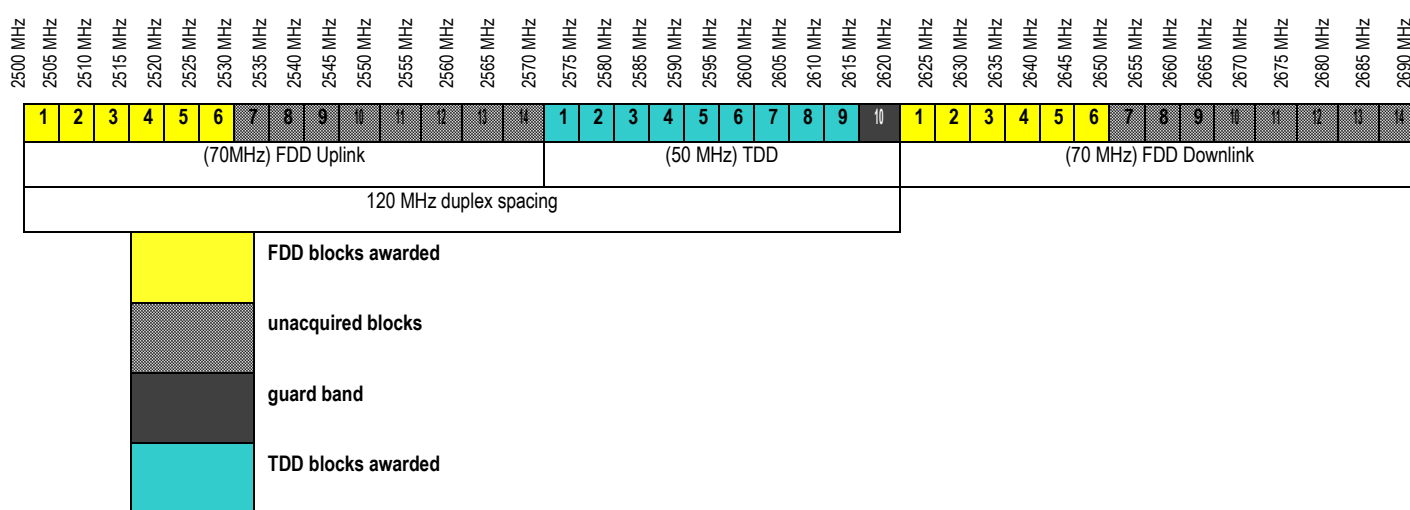 2500 MHz
2505 MHz
2510 MHz
2515 MHz
2520 MHz
2525 MHz
2530 MHz
2535 MHz
2540 MHz
2545 MHz
2550 MHz
2555 MHz
2560 MHz
2565 MHz
2570 MHz
2575 MHz
2580 MHz
2585 MHz
2590 MHz
2595 MHz
2600 MHz
2605 MHz
2610 MHz
2615 MHz
2620 MHz
2625 MHz
2630 MHz
2635 MHz
2640 MHz
2645 MHz
2650 MHz
2655 MHz
2660 MHz
2665 MHz
2670 MHz
2675 MHz
2680 MHz
2685 MHz
2690 MHz
1 2 3 4 5 6 7 8 9 10 11 12 13 14 1 2 3 4 5 6 7 8 9 10 1 2 3 4 5 6 7 8 9 10 11 12 13 14
(70MHz) FDD Uplink (50 MHz) TDD (70 MHz) FDD Downlink
120 MHz duplex spacing
FDD blocks awarded
unacquired blocks
guard band
TDD blocks awarded